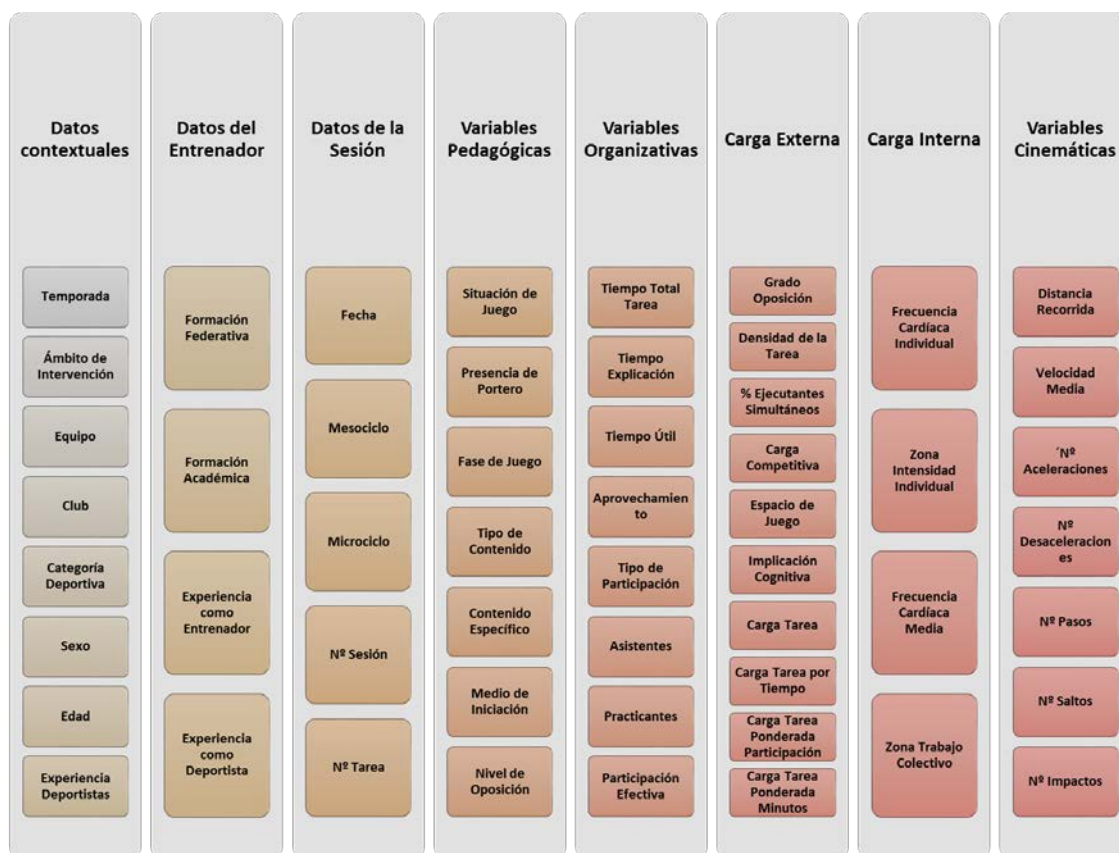 Datos
contextuales
Temporada
Ámbito de
Intervención
Equipo
Club
Categoría
Deportiva
Sexo
Edad
Experiencia
Deportistas
Datos del
Entrenador
Formación
Federativa
Formación
Académica
Experiencia
como
Entrenador
Experiencia
como
Deportista
Datos de la
Sesión
Fecha
Mesociclo
Microciclo
Nº Sesión
Nº Tarea
Variables
Pedagógicas
Situación de
Juego
Presencia de
Portero
Fase de Juego
Tipo de
Contenido
Contenido
Específico
Medio de
Iniciación
Nivel de
Oposición
Variables
Organizativas
Tiempo Total
Tarea
Tiempo
Explicación
Tiempo Útil
Aprovechamien
to
Tipo de
Participación
Asistentes
Practicantes
Participación
Efectiva
Carga Externa
Grado
Oposición
Densidad de la
Tarea
% Ejecutantes
Simultáneos
Carga
Competitiva
Espacio de
Juego
Implicación
Cognitiva
Carga Tarea
Carga Tarea por
Tiempo
Carga Tarea
Ponderada
Participación
Carga Tarea
Ponderada
Minutos
Carga Interna
Frecuencia
Cardíaca
Individual
Zona
Intensidad
Individual
Frecuencia
Cardíaca
Media
Zona Trabajo
Colectivo
Variables
Cinemáticas
Distancia
Recorrida
Velocidad
Media
´Nº
Aceleraciones
Nº
Desaceleracion
es
Nº Pasos
Nº Saltos
Nº Impactos